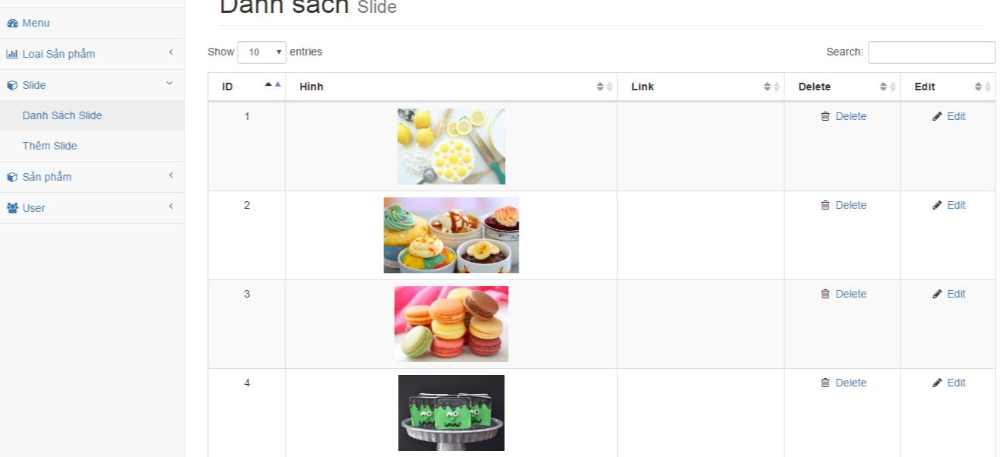 Danh sách Slide
Menu
Loại Sản phẩm
Slide
Danh Sách Slide
Thêm Slide
Sản phẩm
User
Show 10 entries
Search:
ID Hình Link Delete Edit
1 Delete Edit
2 Delete Edit
3 Delete Edit
4 Delete Edit